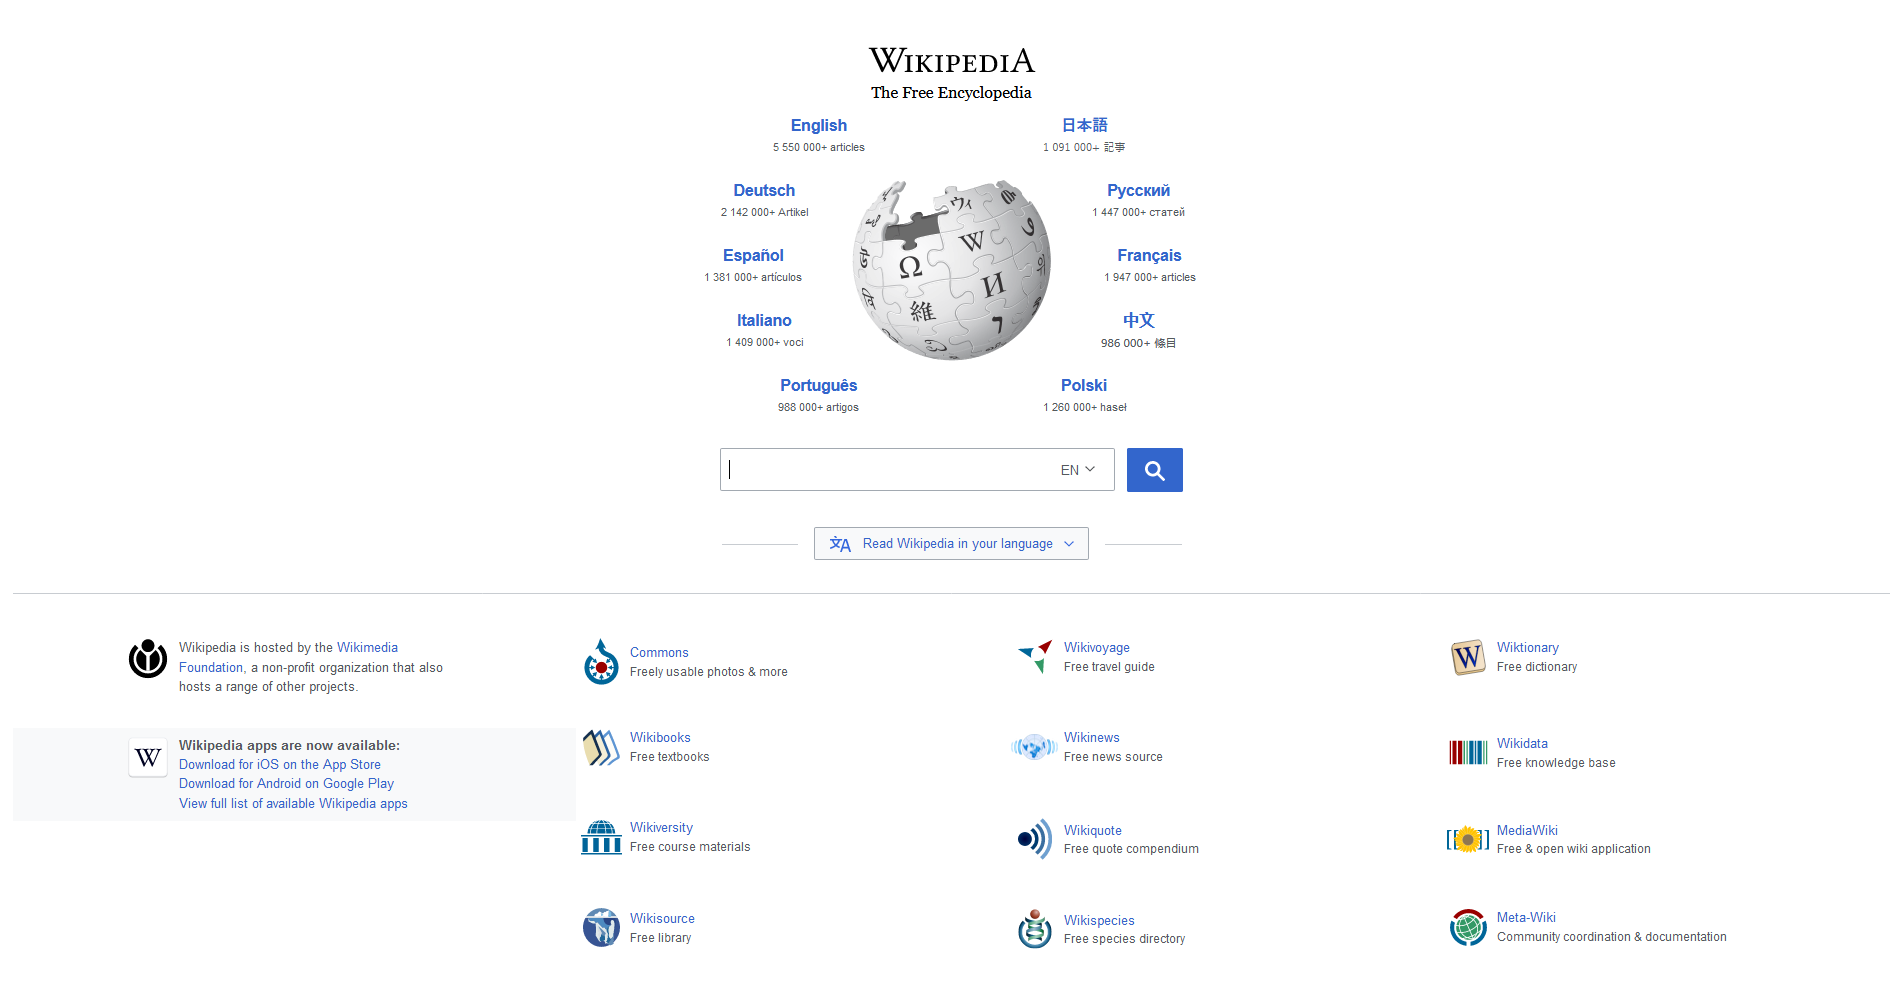 WIKIPEDIA
The Free Encyclopedia
English
5 550 000+ articles
日本語
1 091 000+ 記事
Deutsch
2 142 000+ Artikel
Русский
1 447 000+ статей
Español
1 381 000+ artículos
Français
1 947 000+ articles
Italiano
1 409 000+ voci
中文
986 000+ 條目
Português
988 000+ artigos
Polski
1 260 000+ haseł
Ω
W
И
維
ウィ
7
EN
文A Read Wikipedia in your language
Wikipedia is hosted by the Wikimedia
Foundation, a non-profit organization that also
hosts a range of other projects.
W
Wikipedia apps are now available:
Download for iOS on the App Store
Download for Android on Google Play
View full list of available Wikipedia apps
Commons
Freely usable photos & more
Wikivoyage
Free travel guide
W
Wiktionary
Free dictionary
Wikibooks
Free textbooks
Wikinews
Free news source
Wikidata
Free knowledge base
Wikiversity
Free course materials
Wikiquote
Free quote compendium
MediaWiki
Free & open wiki application
Wikisource
Free library
Wikispecies
Free species directory
Meta-Wiki
Community coordination & documentation